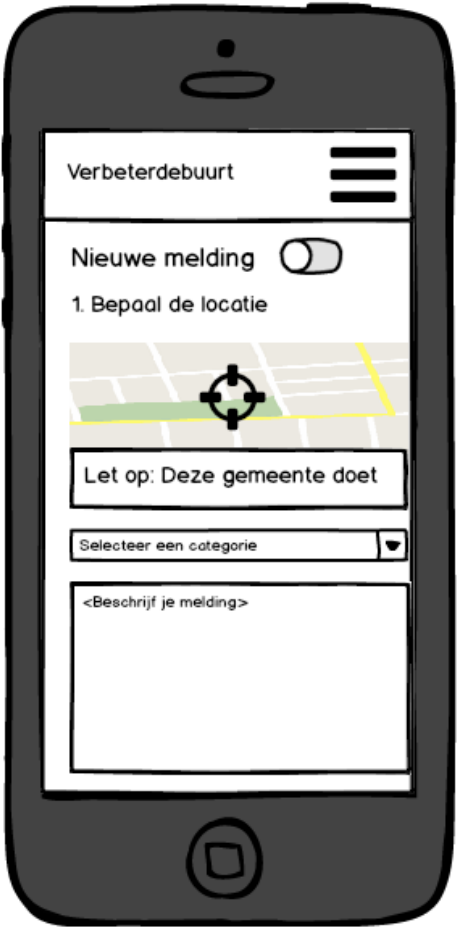 Verbeterdebuurt
Nieuwe melding
1. Bepaal de locatie
Let op: Deze gemeente doet
Selecteer een categorie
<Beschrijf je melding>